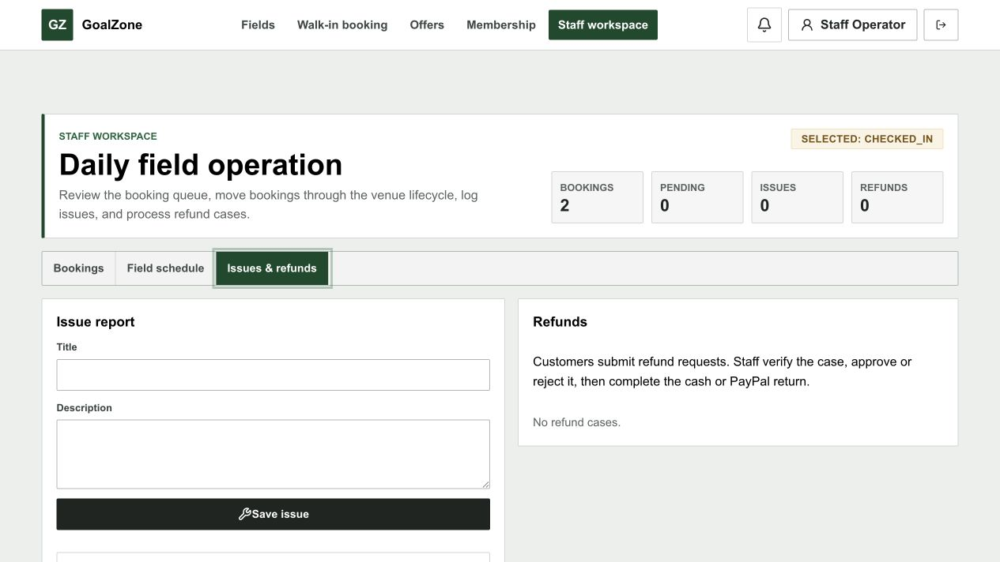 GZ GoalZone Fields Walk-in booking Offers Membership Staff workspace Staff Operator
STAFF WORKSPACE
SELECTED: CHECKED_IN
Daily field operation
Review the booking queue, move bookings through the venue lifecycle, log
issues, and process refund cases.
BOOKINGS PENDING ISSUES REFUNDS
2 0 0 0
Bookings Field schedule Issues & refunds
Issue report
Title
Description
Save issue
Refunds
Customers submit refund requests. Staff verify the case, approve or
reject it, then complete the cash or PayPal return.
No refund cases.